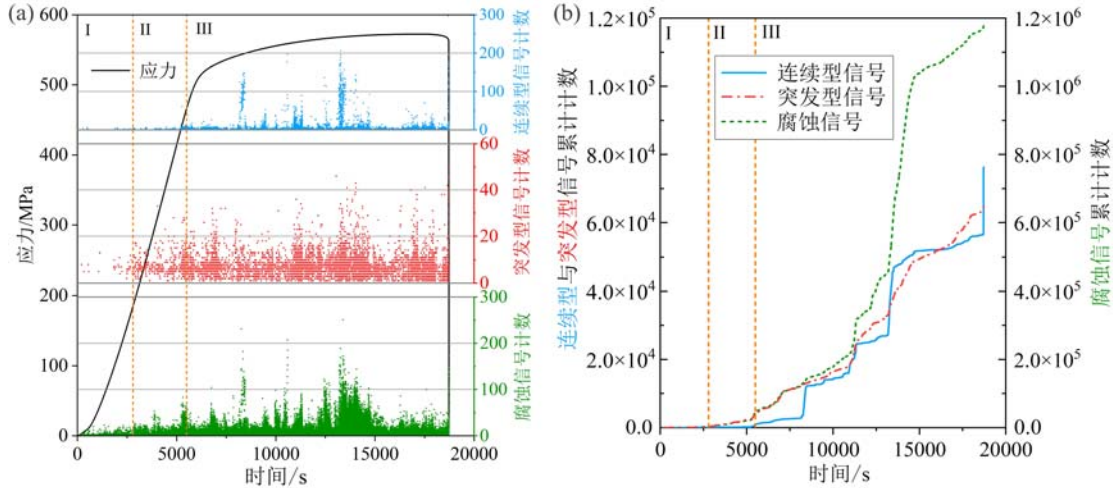 (a)
I
II
III
应力
600
500
400
300
200
100
0
应力/MPa
300
200
100
0
连续型信号计数
60
40
20
0
突发型信号计数
300
200
100
0
腐蚀信号计数
0
5000
10000
15000
20000
时间/s
(b)
I
II
III
连续型信号
突发型信号
腐蚀信号
1.2×10⁵
1.0×10⁵
8.0×10⁴
6.0×10⁴
4.0×10⁴
2.0×10⁴
0.0
连续型与突发型信号累计计数
1.2×10⁶
1.0×10⁶
8.0×10⁵
6.0×10⁵
4.0×10⁵
2.0×10⁵
0.0
腐蚀信号累计计数
0
5000
10000
15000
20000
时间/s